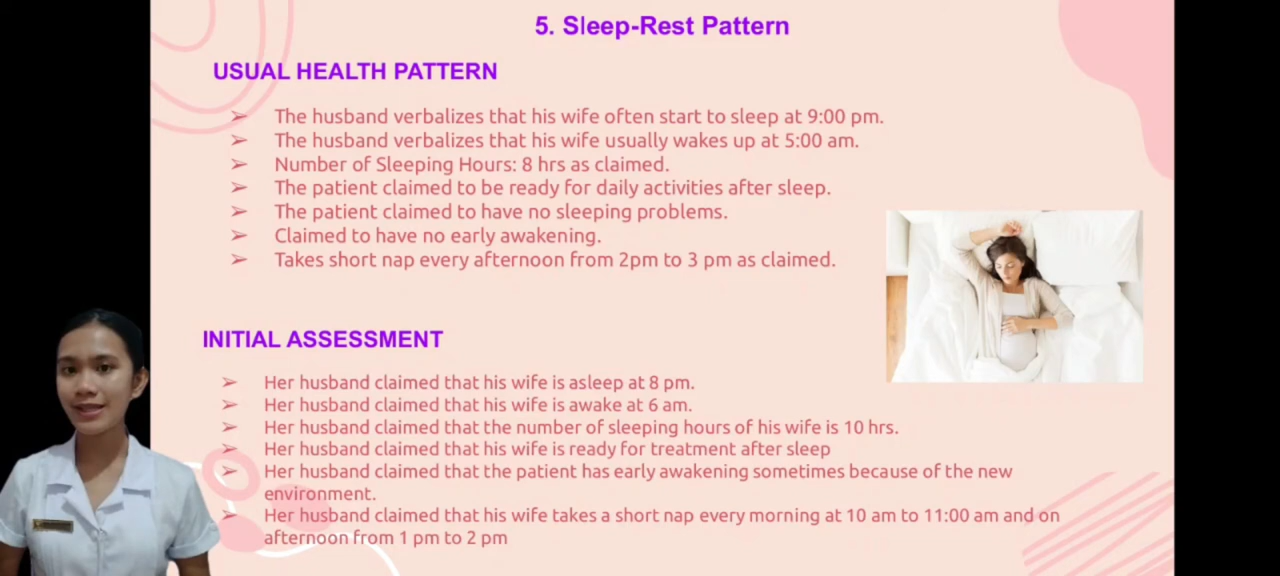 5. Sleep-Rest Pattern
USUAL HEALTH PATTERN
➢ The husband verbalizes that his wife often start to sleep at 9:00 pm.
➢ The husband verbalizes that his wife usually wakes up at 5:00 am.
➢ Number of Sleeping Hours: 8 hrs as claimed.
➢ The patient claimed to be ready for daily activities after sleep.
➢ The patient claimed to have no sleeping problems.
➢ Claimed to have no early awakening.
➢ Takes short nap every afternoon from 2pm to 3 pm as claimed.
INITIAL ASSESSMENT
➢ Her husband claimed that his wife is asleep at 8 pm.
➢ Her husband claimed that his wife is awake at 6 am.
➢ Her husband claimed that the number of sleeping hours of his wife is 10 hrs.
➢ Her husband claimed that his wife is ready for treatment after sleep
➢ Her husband claimed that the patient has early awakening sometimes because of the new
environment.
➢ Her husband claimed that his wife takes a short nap every morning at 10 am to 11:00 am and on
afternoon from 1 pm to 2 pm